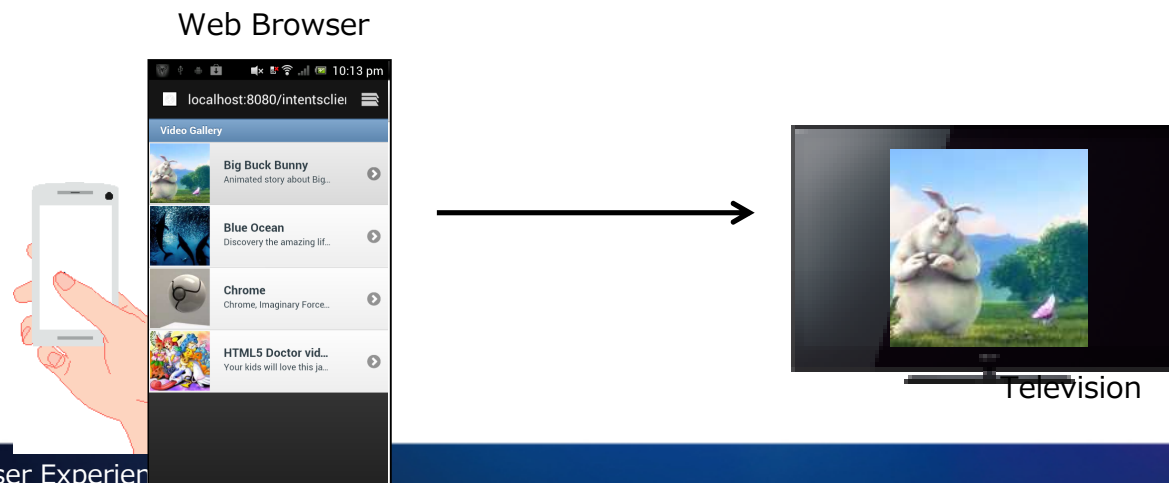 Web Browser
10:13 pm
localhost:8080/intentsclie
Video Gallery
Big Buck Bunny
Animated story about Big...
Blue Ocean
Discovery the amazing lif...
Chrome
Chrome, Imaginary Force...
HTML5 Doctor vid...
Your kids will love this ja...
Television
ser Experien